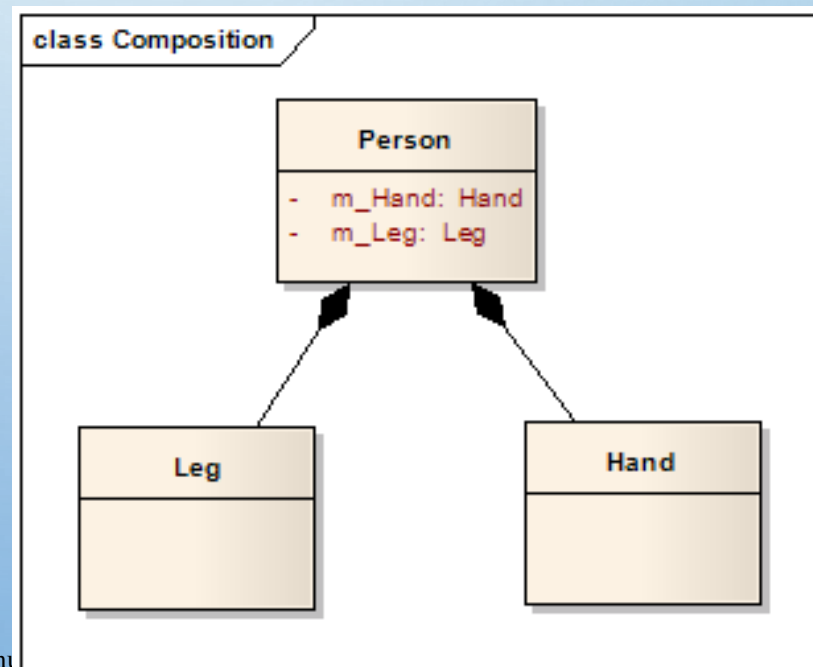 class Composition
Person
- m_Hand: Hand
- m_Leg: Leg
Leg
Hand